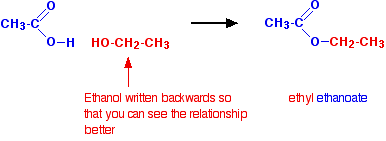 O
CH3-C
O-H
HO-CH2-CH3
O
CH3-C
O-CH2-CH3
Ethanol written backwards so
that you can see the relationship
better
ethyl ethanoate